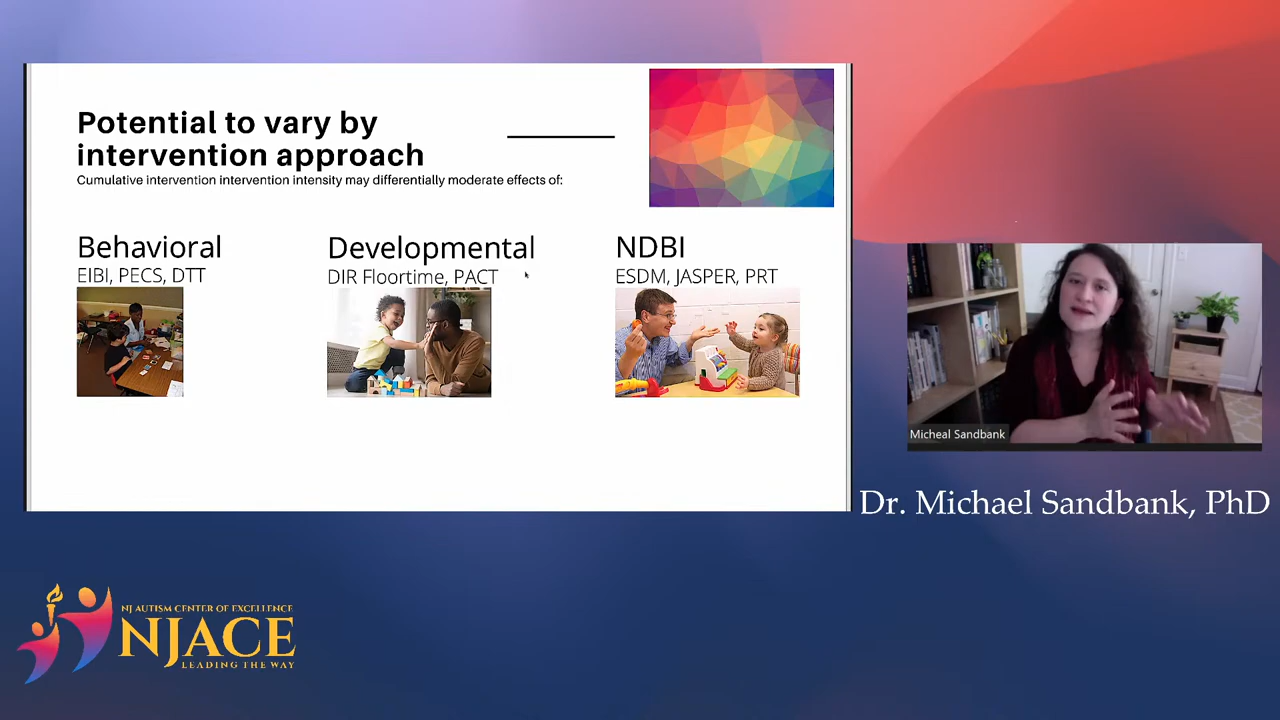 Potential to vary by
intervention approach
Cumulative intervention intervention intensity may differentially moderate effects of:
Behavioral
EIBI, PECS, DTT
Developmental
DIR Floortime, PACT
NDBI
ESDM, JASPER, PRT
Micheal Sandbank
Dr. Michael Sandbank, PhD
NJ AUTISM CENTER OF EXCELLENCE
NJACE
LEADING THE WAY